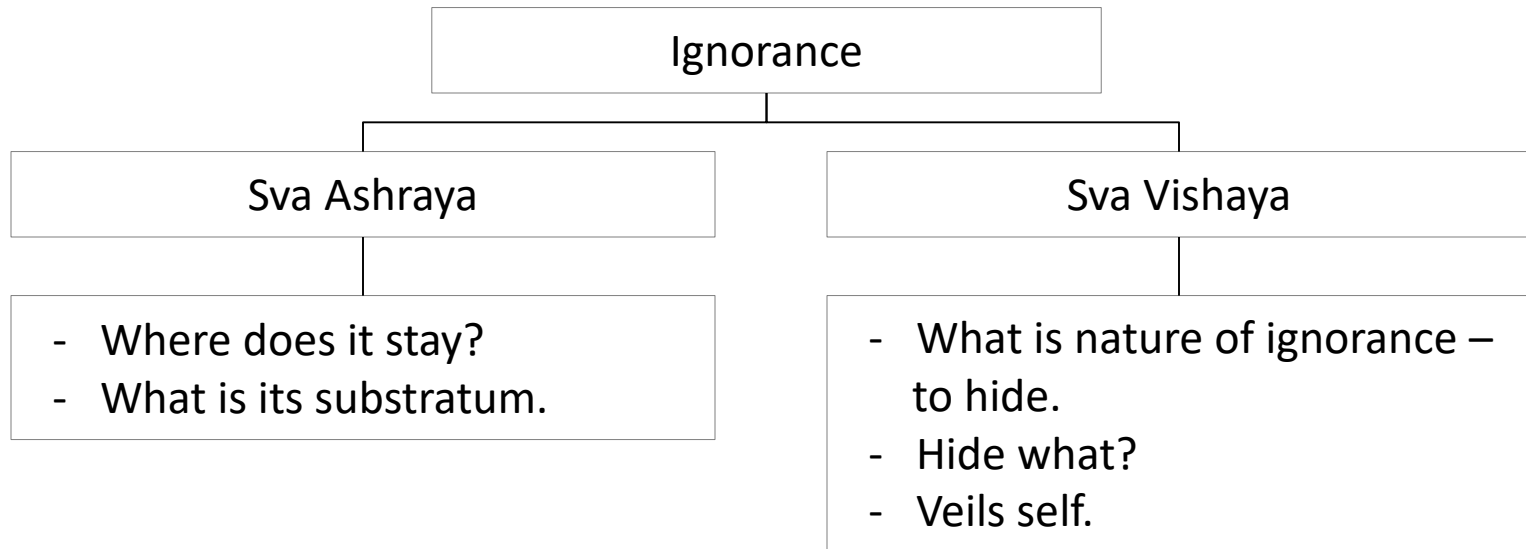 Ignorance
Sva Ashraya
Sva Vishaya
- Where does it stay?
- What is its substratum.
- What is nature of ignorance –
to hide.
- Hide what?
- Veils self.